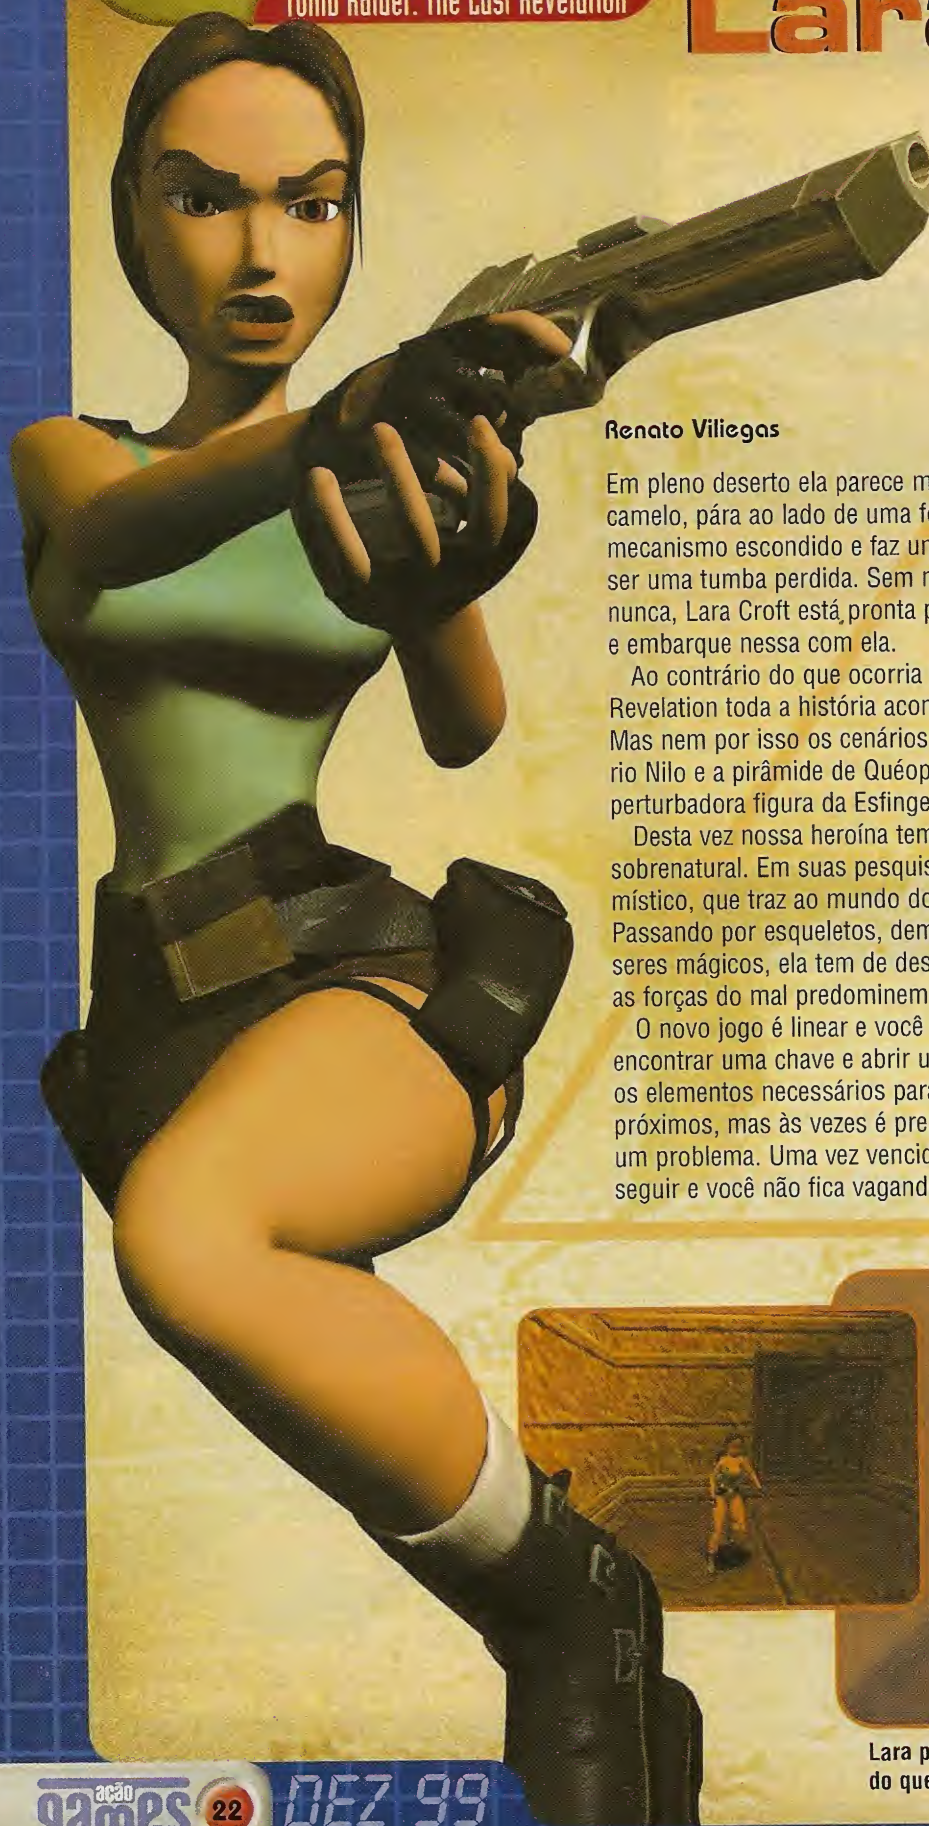 Tomb Raider: The Last Revelation
Lar
Renato Viliegas
Em pleno deserto ela parece m
camelo, pára ao lado de uma f
mecanismo escondido e faz u
ser uma tumba perdida. Sem
nunca, Lara Croft está pronta p
e embarque nessa com ela.
Ao contrário do que ocorria
Revelation toda a história acon
Mas nem por isso os cenários
rio Nilo e a pirâmide de Quéop
perturbadora figura da Esfinge
Desta vez nossa heroína tem
sobrenatural. Em suas pesquis
místico, que traz ao mundo do
Passando por esqueletos, dem
seres mágicos, ela tem de des
as forças do mal predominem
O novo jogo é linear e você
encontrar uma chave e abrir u
os elementos necessários para
próximos, mas às vezes é pre
um problema. Uma vez vencid
seguir e você não fica vagand
Lara p
do que
ação
games 22 DEZ 99